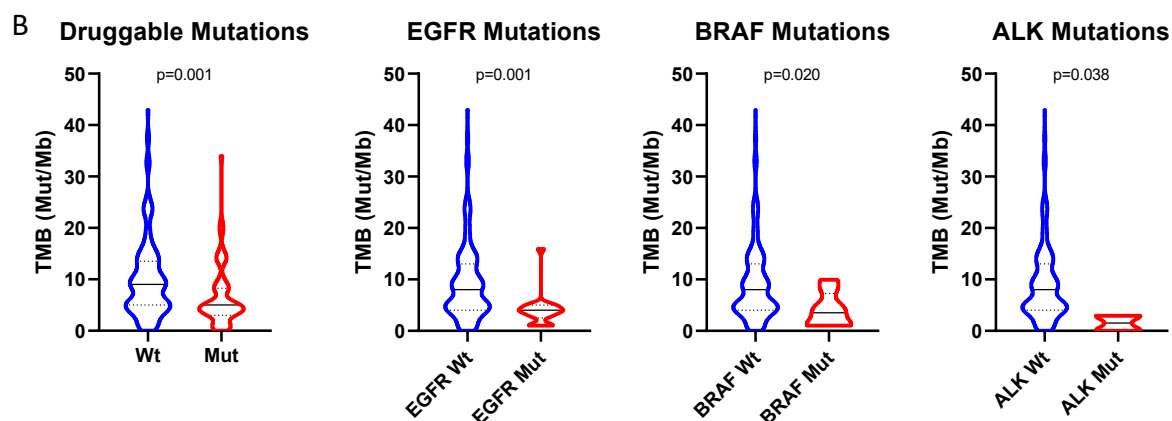 B
Druggable Mutations
p=0.001
TMB (Mut/Mb)
50
40
30
20
10
0
Wt
Mut
EGFR Mutations
p=0.001
TMB (Mut/Mb)
50
40
30
20
10
0
EGFR Wt
EGFR Mut
BRAF Mutations
p=0.020
TMB (Mut/Mb)
50
40
30
20
10
0
BRAF Wt
BRAF Mut
ALK Mutations
p=0.038
TMB (Mut/Mb)
50
40
30
20
10
0
ALK Wt
ALK Mut